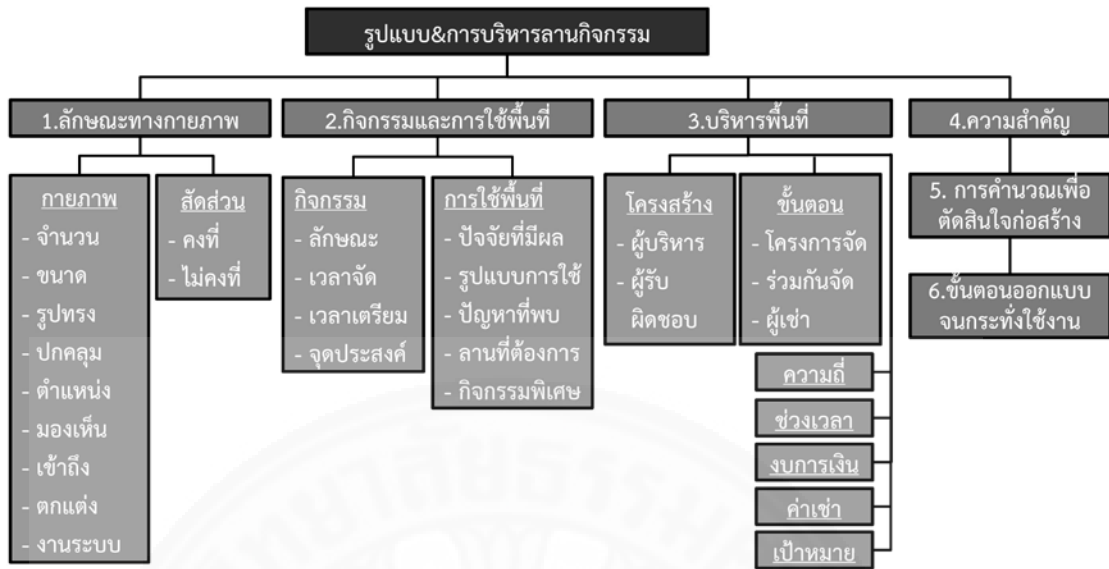 รูปแบบ&การบริหารลานกิจกรรม
1.ลักษณะทางกายภาพ
กายภาพ
- จำนวน
- ขนาด
- รูปทรง
- ปกคลุม
- ตำแหน่ง
- มองเห็น
- เข้าถึง
- ตกแต่ง
- งานระบบ
สัดส่วน
- คงที่
- ไม่คงที่
2.กิจกรรมและการใช้พื้นที่
กิจกรรม
- ลักษณะ
- เวลาจัด
- เวลาเตรียม
- จุดประสงค์
การใช้พื้นที่
- ปัจจัยที่มีผล
- รูปแบบการใช้
- ปัญหาที่พบ
- ลานที่ต้องการ
- กิจกรรมพิเศษ
3.บริหารพื้นที่
โครงสร้าง
- ผู้บริหาร
- ผู้รับ
ผิดชอบ
ขั้นตอน
- โครงการจัด
- ร่วมกันจัด
- ผู้เช่า
ความถี่
ช่วงเวลา
งบการเงิน
ค่าเช่า
เป้าหมาย
4.ความสำคัญ
5. การคำนวณเพื่อ
ตัดสินใจก่อสร้าง
6.ขั้นตอนออกแบบ
จนกระทั่งใช้งาน